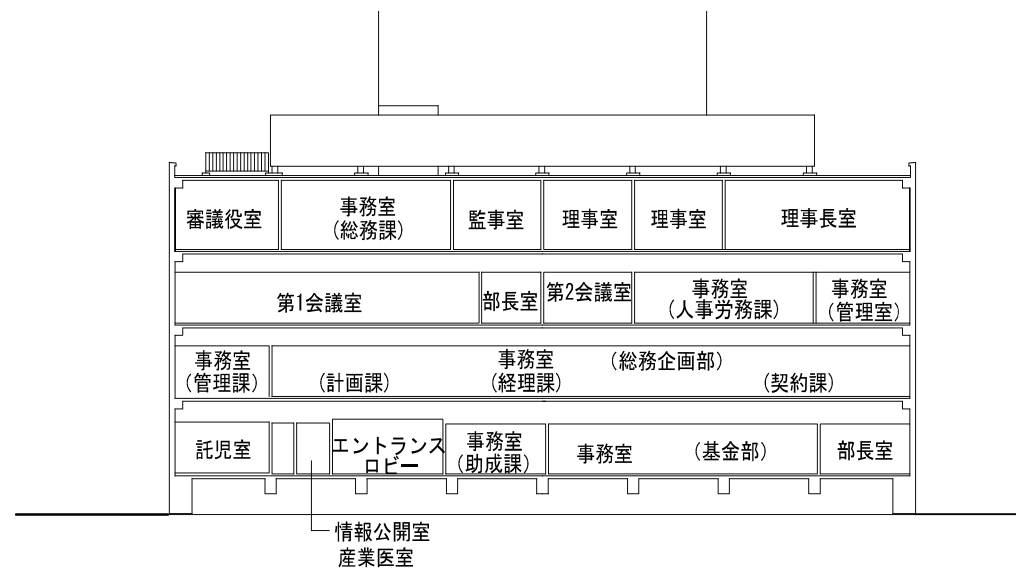 審議役室
事務室
(総務課)
監事室
理事室
理事室
理事長室
第1会議室
部長室
第2会議室
事務室
(人事労務課)
事務室
(管理室)
事務室
(管理課)
(計画課)
事務室
(経理課)
(総務企画部)
(契約課)
託児室
エントランス
ロビー
事務室
(助成課)
事務室
(基金部)
部長室
情報公開室
産業医室